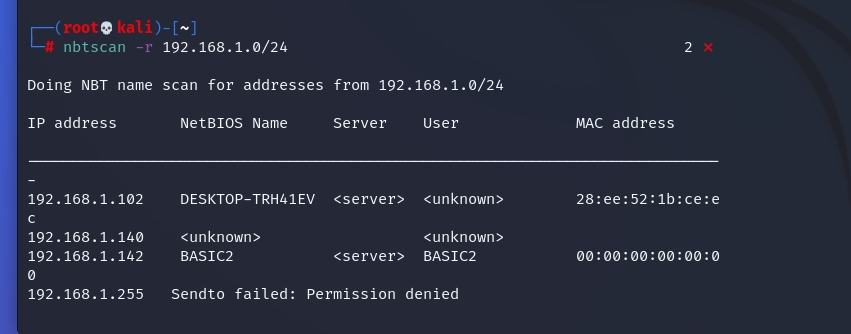 ┌──(root💀kali)-[~]
└─# nbtscan -r 192.168.1.0/24 2 ⨯
Doing NBT name scan for addresses from 192.168.1.0/24
IP address NetBIOS Name Server User MAC address
-
192.168.1.102 DESKTOP-TRH41EV <server> <unknown> 28:ee:52:1b:ce:e
c
192.168.1.140 <unknown> <unknown>
192.168.1.142 BASIC2 <server> BASIC2 00:00:00:00:00:0
0
192.168.1.255 Sendto failed: Permission denied